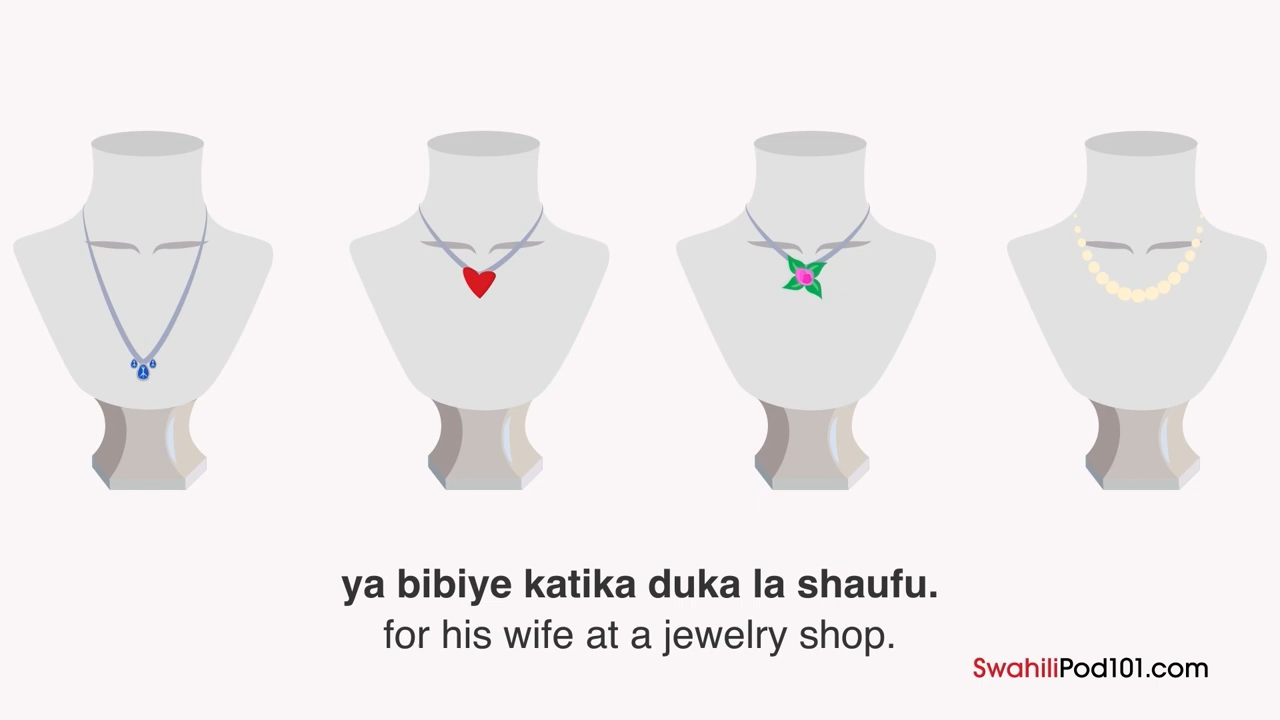 ya bibiye katika duka la shaufu.
for his wife at a jewelry shop.
SwahiliPod101.com